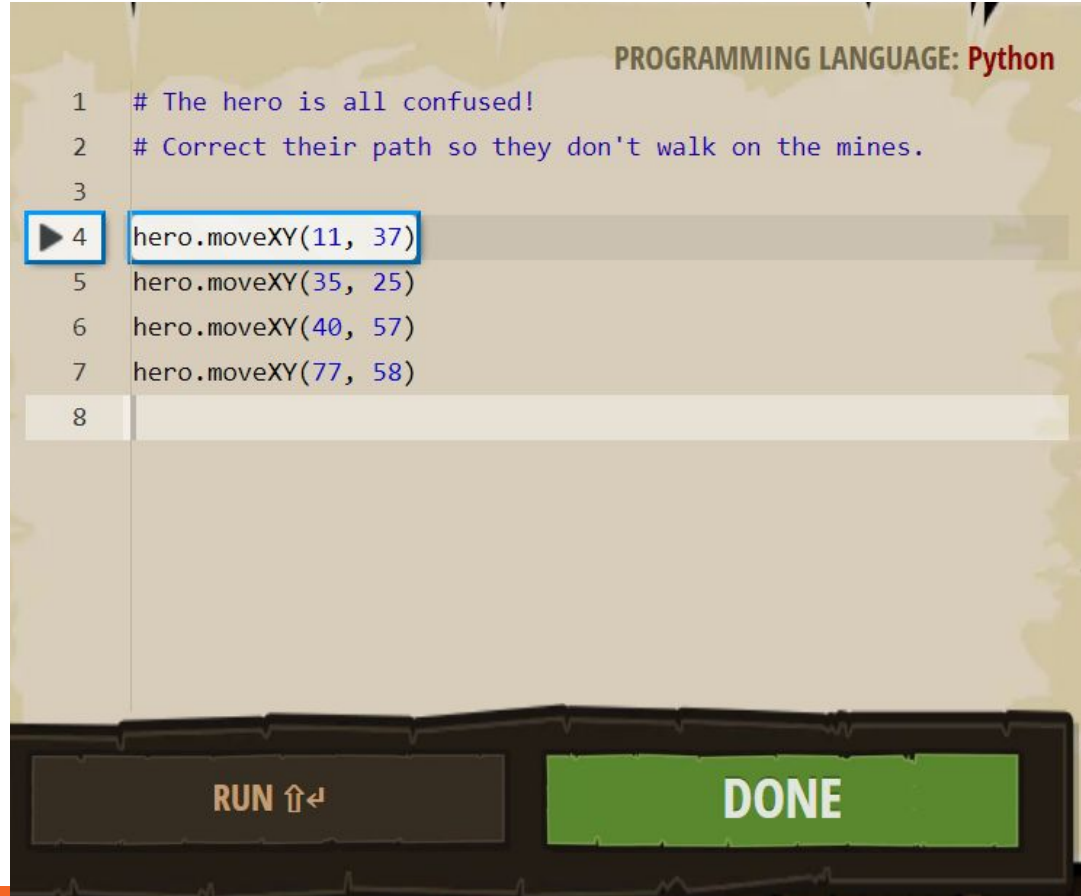 PROGRAMMING LANGUAGE: Python
1 # The hero is all confused!
2 # Correct their path so they don't walk on the mines.
3
4 hero.moveXY(11, 37)
5 hero.moveXY(35, 25)
6 hero.moveXY(40, 57)
7 hero.moveXY(77, 58)
8
RUN ⇧↵
DONE